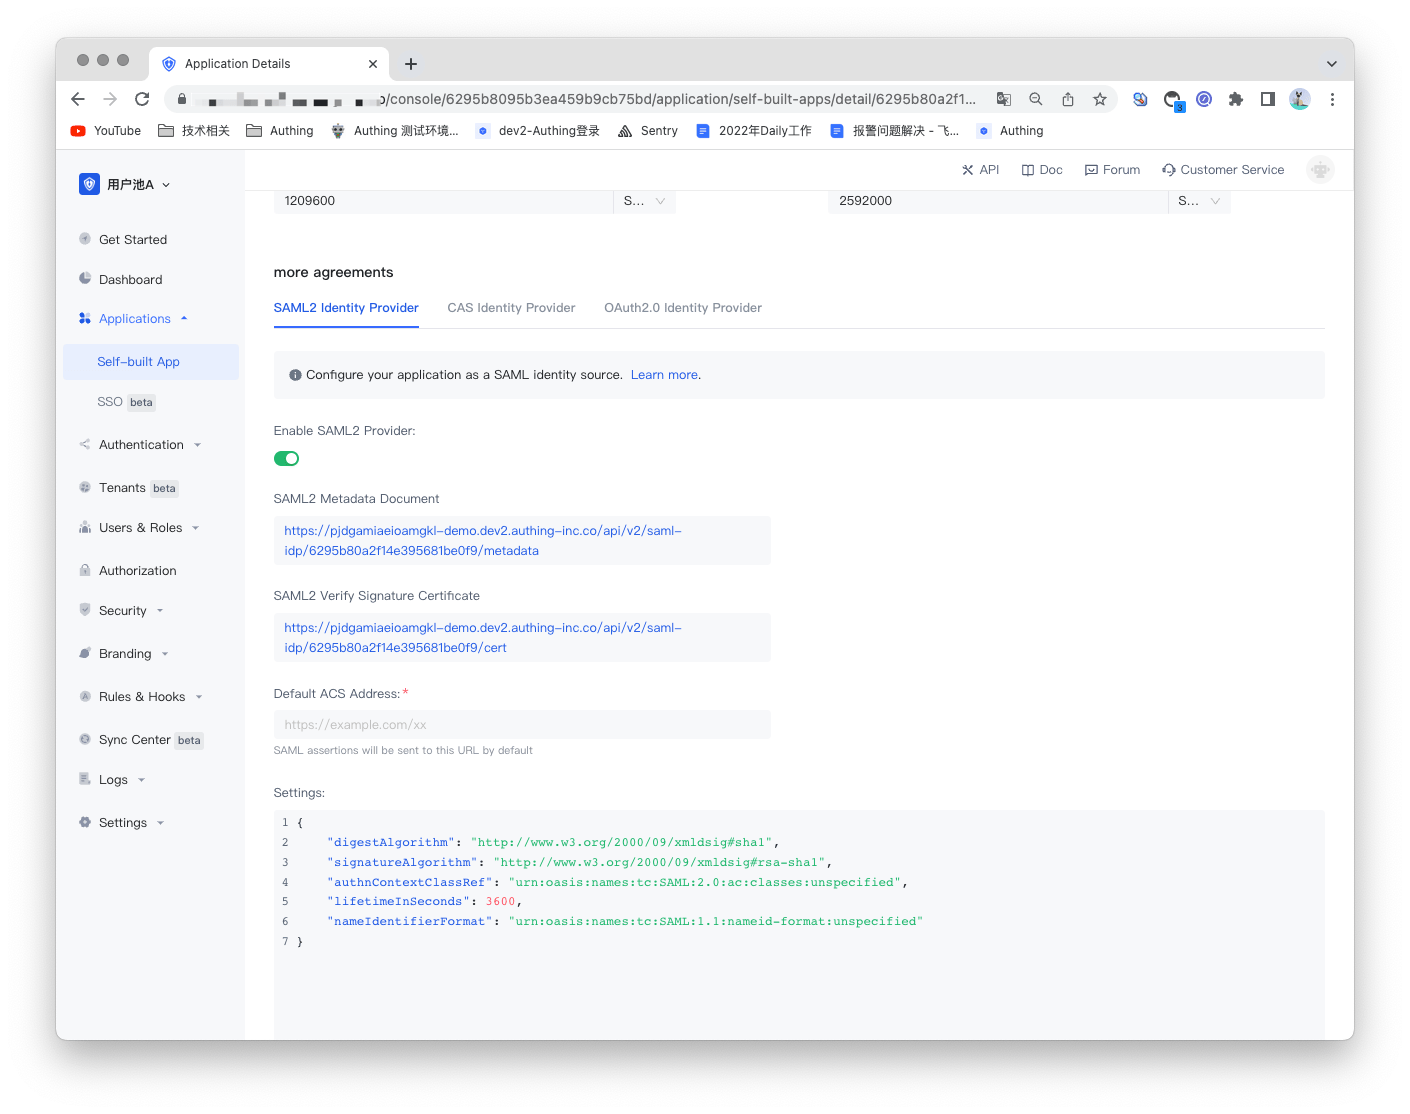 Application Details
/console/6295b8095b3ea459b9cb75bd/application/self-built-apps/detail/6295b80a2f1...
3
YouTube 技术相关 Authing Authing 测试环境... dev2-Authing登录 Sentry 2022年Daily工作 报警问题解决 - 飞... Authing
用户池A
API Doc Forum Customer Service
Get Started
Dashboard
Applications
Self-built App
SSO beta
Authentication
Tenants beta
Users & Roles
Authorization
Security
Branding
Rules & Hooks
Sync Center beta
Logs
Settings
1209600 S... 2592000 S...
more agreements
SAML2 Identity Provider CAS Identity Provider OAuth2.0 Identity Provider
Configure your application as a SAML identity source. Learn more.
Enable SAML2 Provider:
SAML2 Metadata Document
https://pjdgamiaeioamgkl-demo.dev2.authing-inc.co/api/v2/saml-
idp/6295b80a2f14e395681be0f9/metadata
SAML2 Verify Signature Certificate
https://pjdgamiaeioamgkl-demo.dev2.authing-inc.co/api/v2/saml-
idp/6295b80a2f14e395681be0f9/cert
Default ACS Address:*
https://example.com/xx
SAML assertions will be sent to this URL by default
Settings:
1 {
2 "digestAlgorithm": "http://www.w3.org/2000/09/xmldsig#sha1",
3 "signatureAlgorithm": "http://www.w3.org/2000/09/xmldsig#rsa-sha1",
4 "authnContextClassRef": "urn:oasis:names:tc:SAML:2.0:ac:classes:unspecified",
5 "lifetimeInSeconds": 3600,
6 "nameIdentifierFormat": "urn:oasis:names:tc:SAML:1.1:nameid-format:unspecified"
7 }